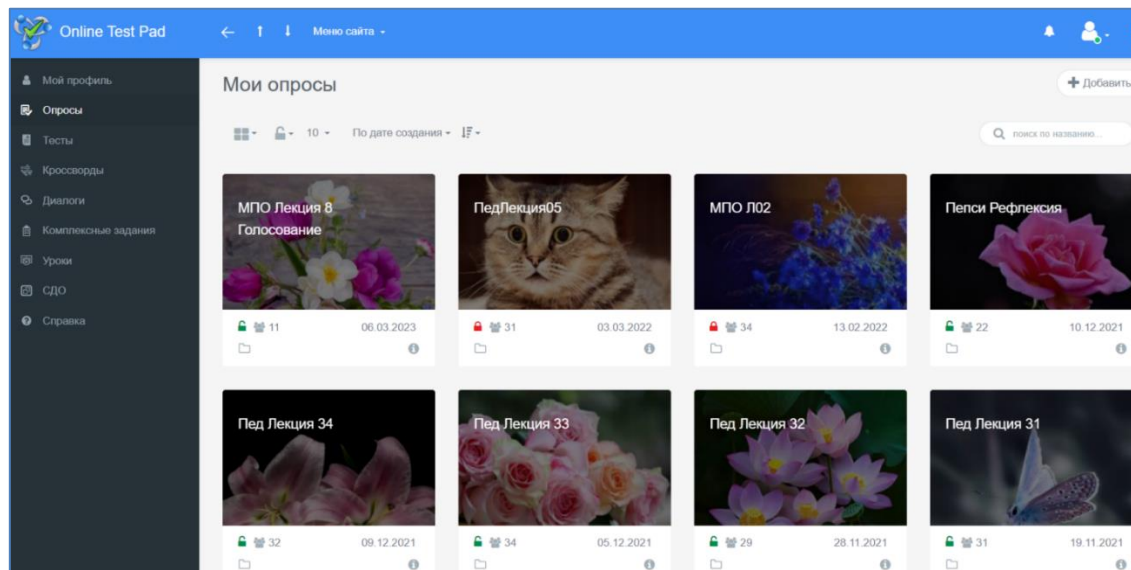 Online Test Pad
Меню сайта
Мой профиль
Опросы
Тесты
Кроссворды
Диалоги
Комплексные задания
Уроки
СДО
Справка
Мои опросы
Добавить
10 По дате создания
поиск по названию...
МПО Лекция 8
Голосование
11 06.03.2023
ПедЛекция05
31 03.03.2022
МПО Л02
34 13.02.2022
Пепси Рефлексия
22 10.12.2021
Пед Лекция 34
32 09.12.2021
Пед Лекция 33
34 05.12.2021
Пед Лекция 32
29 28.11.2021
Пед Лекция 31
31 19.11.2021